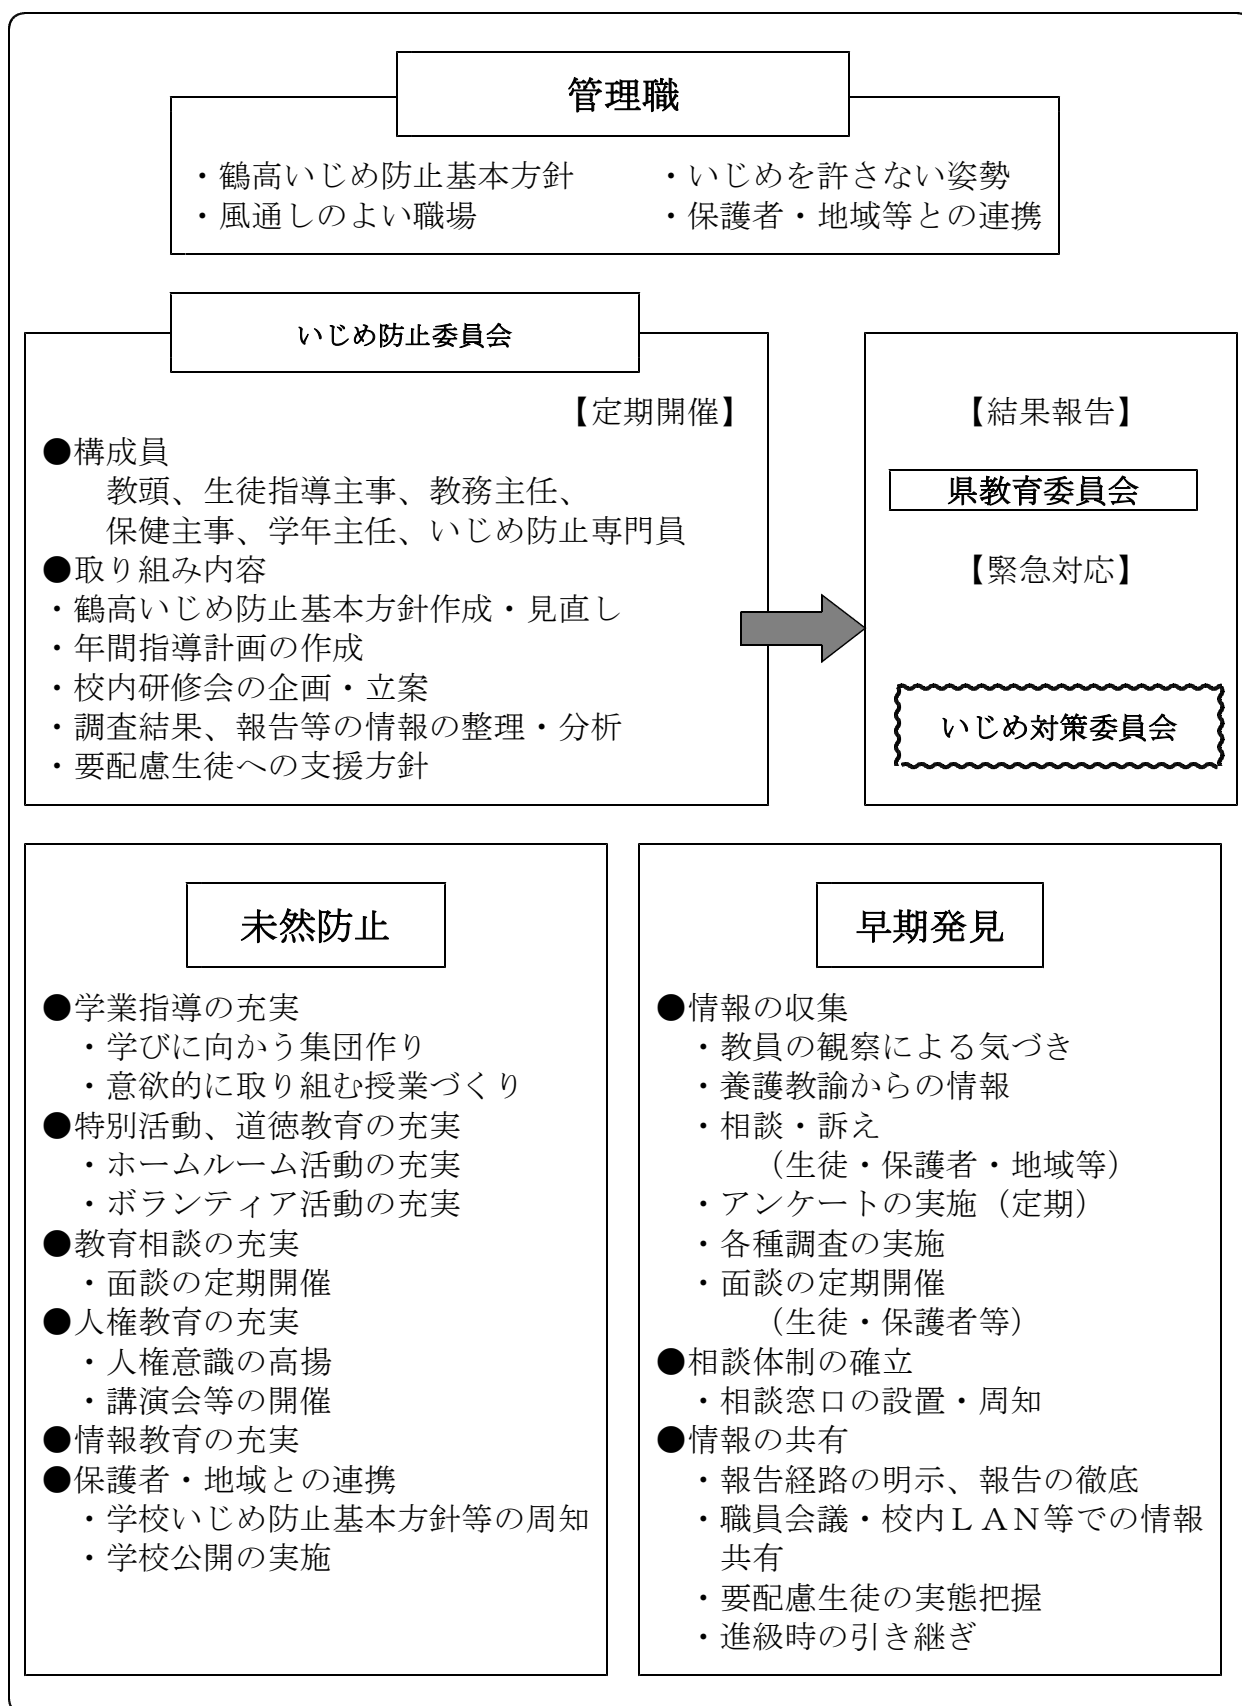 管理職
・鶴高いじめ防止基本方針　・いじめを許さない姿勢
・風通しのよい職場　・保護者・地域等との連携
いじめ防止委員会
【定期開催】
●構成員
教頭、生徒指導主事、教務主任、
保健主事、学年主任、いじめ防止専門員
●取り組み内容
・鶴高いじめ防止基本方針作成・見直し
・年間指導計画の作成
・校内研修会の企画・立案
・調査結果、報告等の情報の整理・分析
・要配慮生徒への支援方針
【結果報告】
県教育委員会
【緊急対応】
いじめ対策委員会
未然防止
●学業指導の充実
・学びに向かう集団作り
・意欲的に取り組む授業づくり
●特別活動、道徳教育の充実
・ホームルーム活動の充実
・ボランティア活動の充実
●教育相談の充実
・面談の定期開催
●人権教育の充実
・人権意識の高揚
・講演会等の開催
●情報教育の充実
●保護者・地域との連携
・学校いじめ防止基本方針等の周知
・学校公開の実施
早期発見
●情報の収集
・教員の観察による気づき
・養護教諭からの情報
・相談・訴え
（生徒・保護者・地域等）
・アンケートの実施（定期）
・各種調査の実施
・面談の定期開催
（生徒・保護者等）
●相談体制の確立
・相談窓口の設置・周知
●情報の共有
・報告経路の明示、報告の徹底
・職員会議・校内ＬＡＮ等での情報
共有
・要配慮生徒の実態把握
・進級時の引き継ぎ